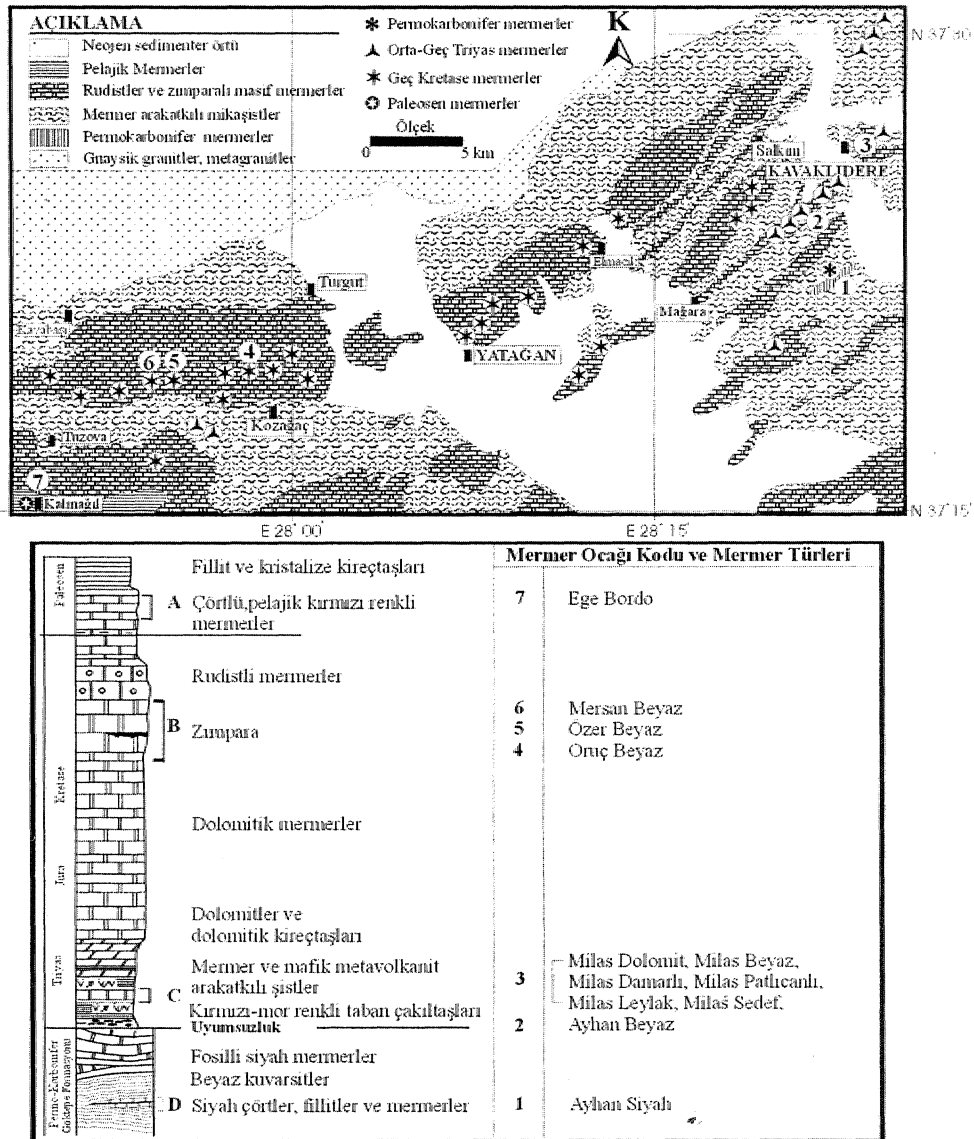 AÇIKLAMA
Neojen sedimenter örtü
Pelajik Mermerler
Rudistler ve zımparalı masif mermerler
Mermer arakatkılı mikaşistler
Permokarbonifer mermerler
Gnaysik granitler, metagranitler
Permokarbonifer mermerler
Orta-Geç Triyas mermerler
Geç Kretase mermerler
Paleosen mermerler
Ölçek
0 5 km
K
N 37°30'
Salkım
3
KAVAKLIDERE
2
1
Turgut
Mağara
YATAĞAN
6 5 4
Kozağaç
Tuzova
7
N 37°15'
E 28°00'
E 28°15'
Mermer Ocağı Kodu ve Mermer Türleri
Paleosen
Fillit ve kristalize kireçtaşları
A Çörtlü,pelajik kırmızı renkli
mermerler
7 Ege Bordo
Rudistli mermerler
6 Mersan Beyaz
B Zımpara
5 Özer Beyaz
4 Oruç Beyaz
Kretase
Dolomitik mermerler
Jura
Dolomitler ve
dolomitik kireçtaşları
Triyas
Mermer ve mafik metavolkanit
arakatkılı şistler
C
Kırmızı-mor renkli taban çakıltaşları
3 Milas Dolomit, Milas Beyaz,
Milas Damarlı, Milas Patlıcanlı,
Milas Leylak, Milas Sedef,
Uyumsuzluk
2 Ayhan Beyaz
Permo-Karbonifer
Göktepe Formasyonu
Fosilli siyah mermerler
Beyaz kuvarsitler
D Siyah çörtler, fillitler ve mermerler
1 Ayhan Siyah